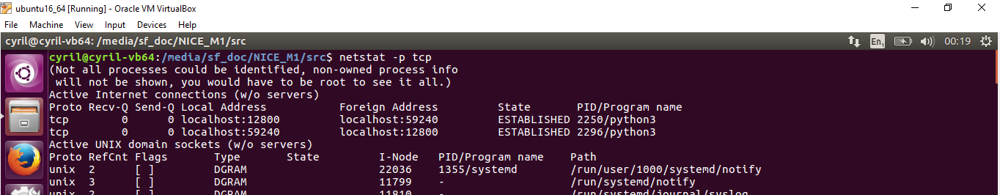 ubuntu16_64 [Running] - Oracle VM VirtualBox
File Machine View Input Devices Help
cyril@cyril-vb64: /media/sf_doc/NICE_M1/src En1 00:19
cyril@cyril-vb64:/media/sf_doc/NICE_M1/src$ netstat -p tcp
(Not all processes could be identified, non-owned process info
 will not be shown, you would have to be root to see it all.)
Active Internet connections (w/o servers)
Proto Recv-Q Send-Q Local Address           Foreign Address         State       PID/Program name
tcp        0      0 localhost:12800         localhost:59240         ESTABLISHED 2250/python3
tcp        0      0 localhost:59240         localhost:12800         ESTABLISHED 2296/python3
Active UNIX domain sockets (w/o servers)
Proto RefCnt Flags       Type       State         I-Node   PID/Program name    Path
unix  2      [ ]         DGRAM                    22036    1355/systemd        /run/user/1000/systemd/notify
unix  3      [ ]         DGRAM                    11799    -                   /run/systemd/notify
unix  2      [ ]         DGRAM                    11810    -                   /run/systemd/journal/syslog